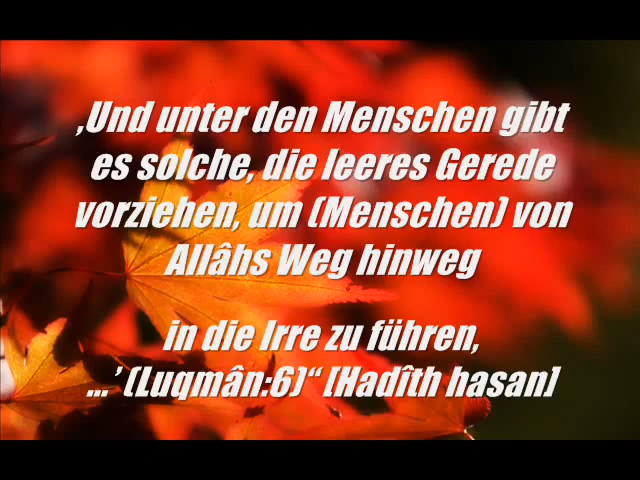 ‚Und unter den Menschen gibt
es solche, die leeres Gerede
vorziehen, um (Menschen) von
Allâhs Weg hinweg
in die Irre zu führen,
...’ (Luqmân:6)“ [Hadîth hasan]